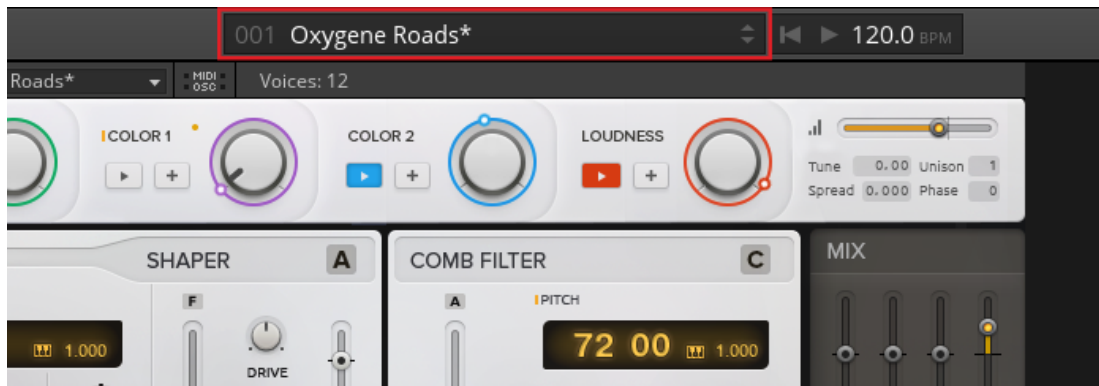 001 Oxygene Roads*
120.0 BPM
Roads*
MIDI
OSC
Voices: 12
COLOR 1
COLOR 2
LOUDNESS
Tune 0.00 Unison 1
Spread 0.000 Phase 0
SHAPER A
COMB FILTER C
MIX
F
A
PITCH
1.000
72 00
1.000
DRIVE